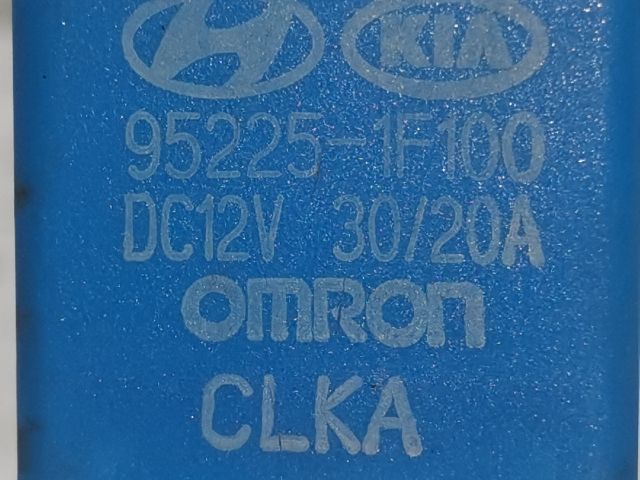 KIA
95225-1F100
DC12V 30/20A
OMRON
CLKA